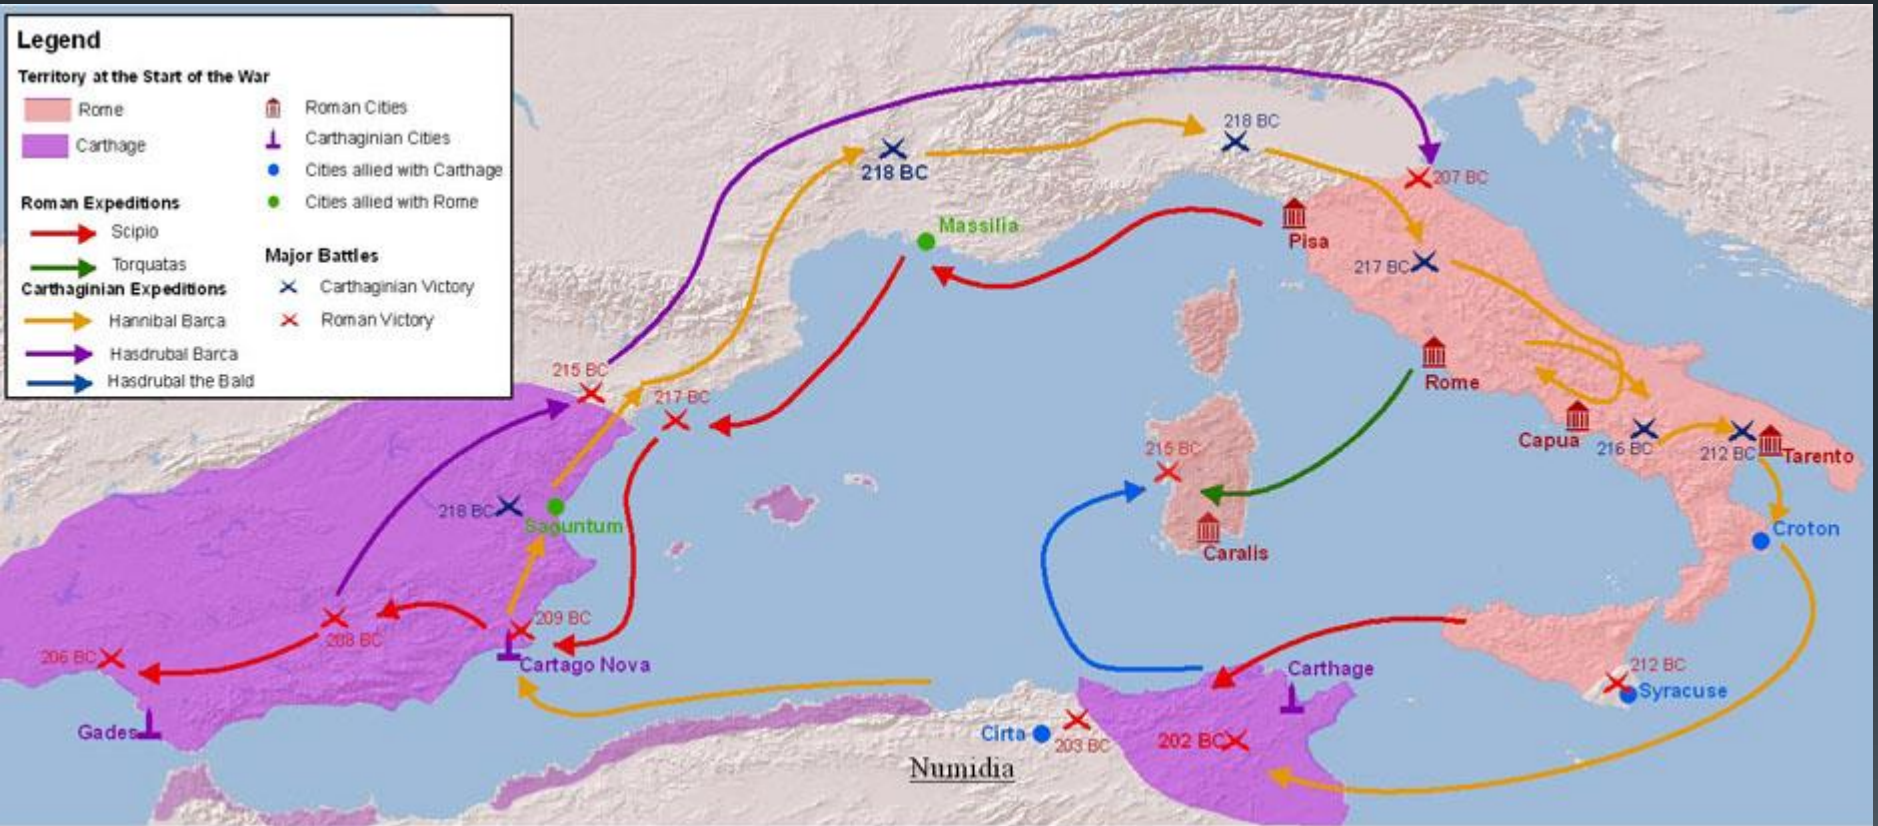 Legend
Territory at the Start of the War
Rome
Carthage
Roman Expeditions
Scipio
Torquatas
Carthaginian Expeditions
Hannibal Barca
Hasdrubal Barca
Hasdrubal the Bald
Roman Cities
Carthaginian Cities
Cities allied with Carthage
Cities allied with Rome
Major Battles
Carthaginian Victory
Roman Victory
218 BC
218 BC
207 BC
Massilia
Pisa
217 BC
215 BC
217 BC
Rome
Capua
216 BC
212 BC
Tarento
218 BC
Saguntum
215 BC
Caralis
Croton
209 BC
208 BC
206 BC
Cartago Nova
Carthage
212 BC
Syracuse
Gades
Cirta
203 BC
202 BC
Numidia